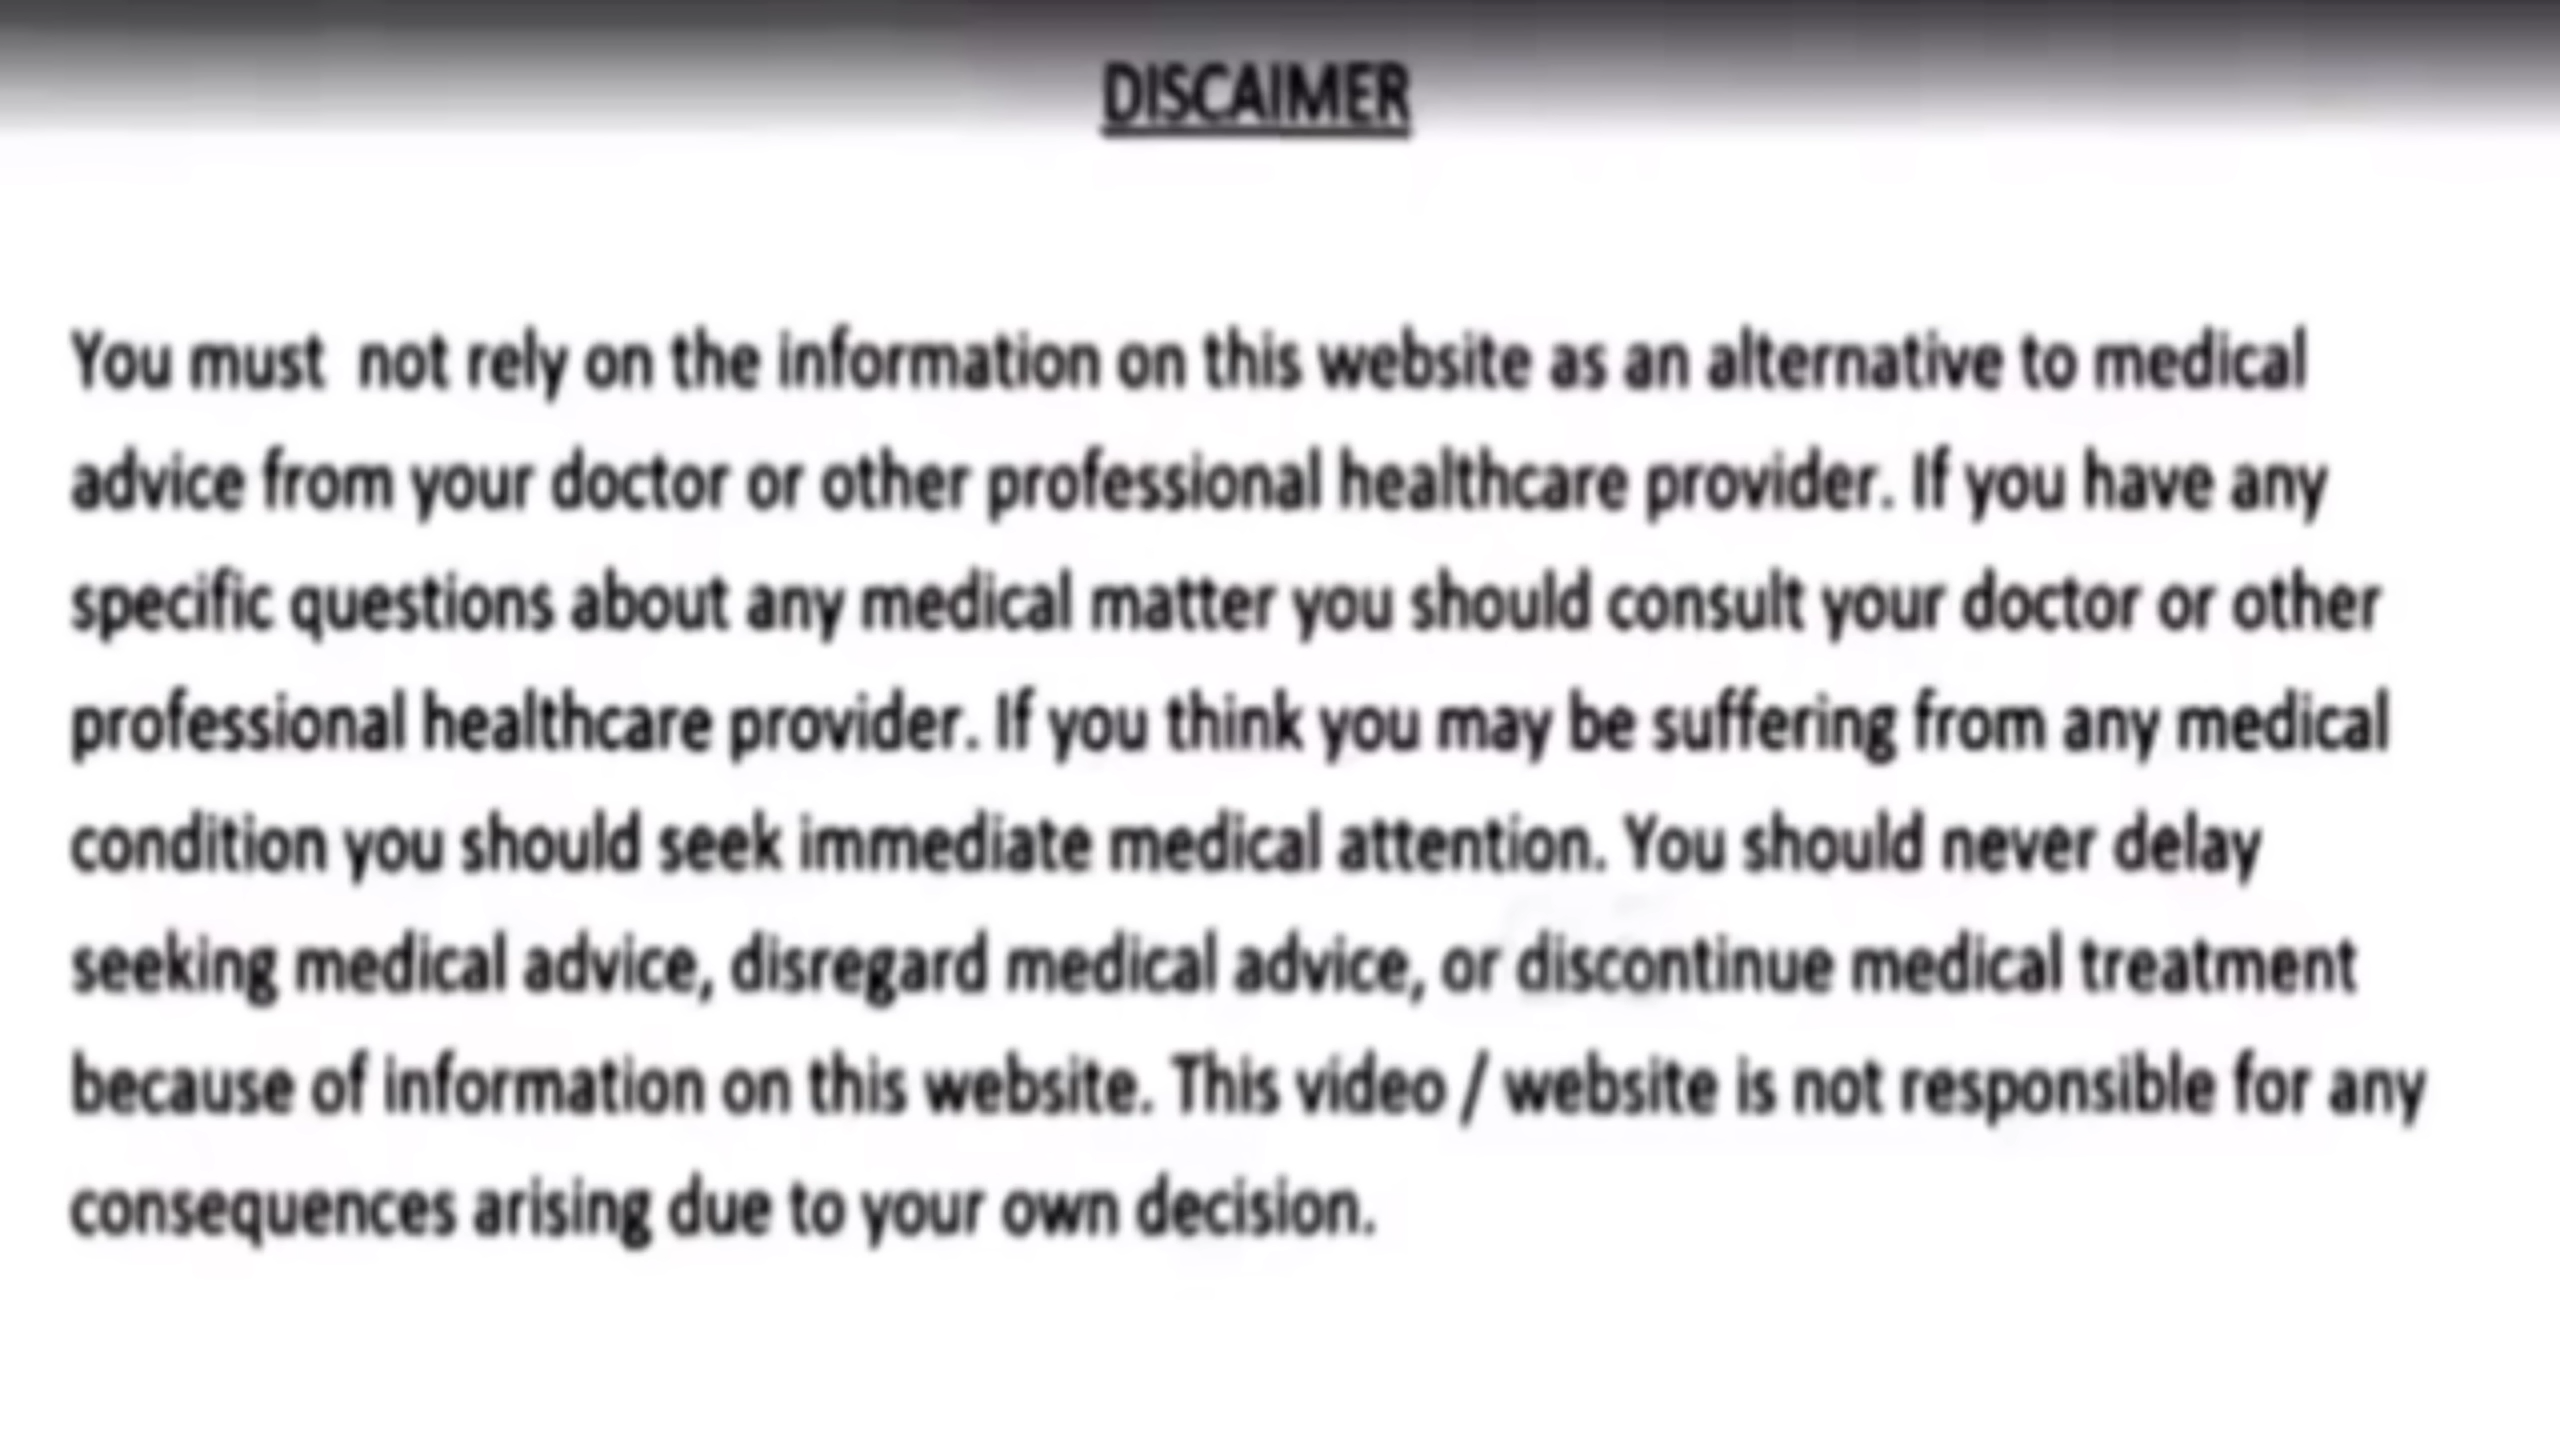 DISCAIMER
You must  not rely on the information on this website as an alternative to medical
advice from your doctor or other professional healthcare provider. If you have any
specific questions about any medical matter you should consult your doctor or other
professional healthcare provider. If you think you may be suffering from any medical
condition you should seek immediate medical attention. You should never delay
seeking medical advice, disregard medical advice, or discontinue medical treatment
because of information on this website. This video / website is not responsible for any
consequences arising due to your own decision.